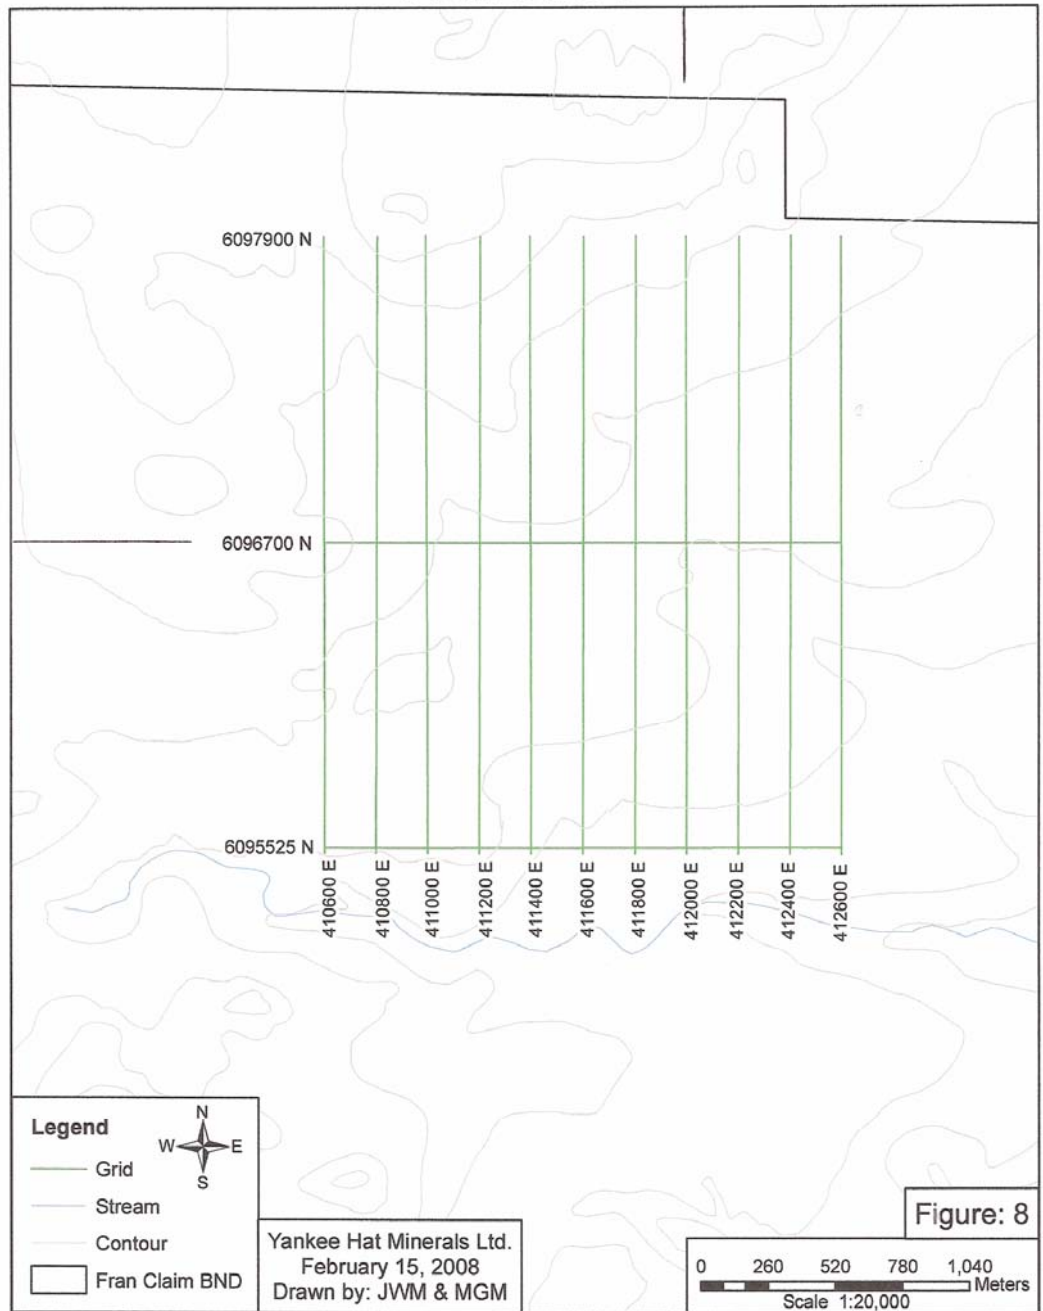 6097900 N
6096700 N
6095525 N
410600 E
410800 E
411000 E
411200 E
411400 E
411600 E
411800 E
412000 E
412200 E
412400 E
412600 E
Legend
N
W E
S
Grid
Stream
Contour
Fran Claim BND
Yankee Hat Minerals Ltd.
February 15, 2008
Drawn by: JWM & MGM
Figure: 8
0 260 520 780 1,040
Meters
Scale 1:20,000